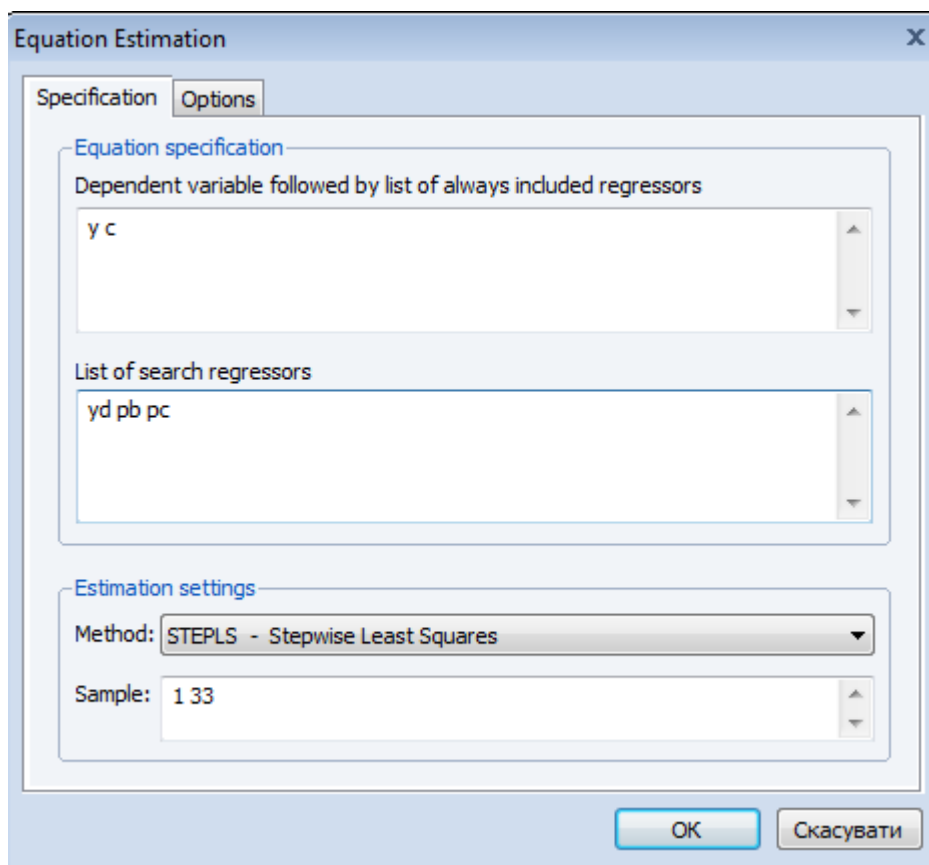 Equation Estimation
Specification Options
Equation specification
Dependent variable followed by list of always included regressors
y c
List of search regressors
yd pb pc
Estimation settings
Method: STEPLS - Stepwise Least Squares
Sample: 1 33
OK Скасувати